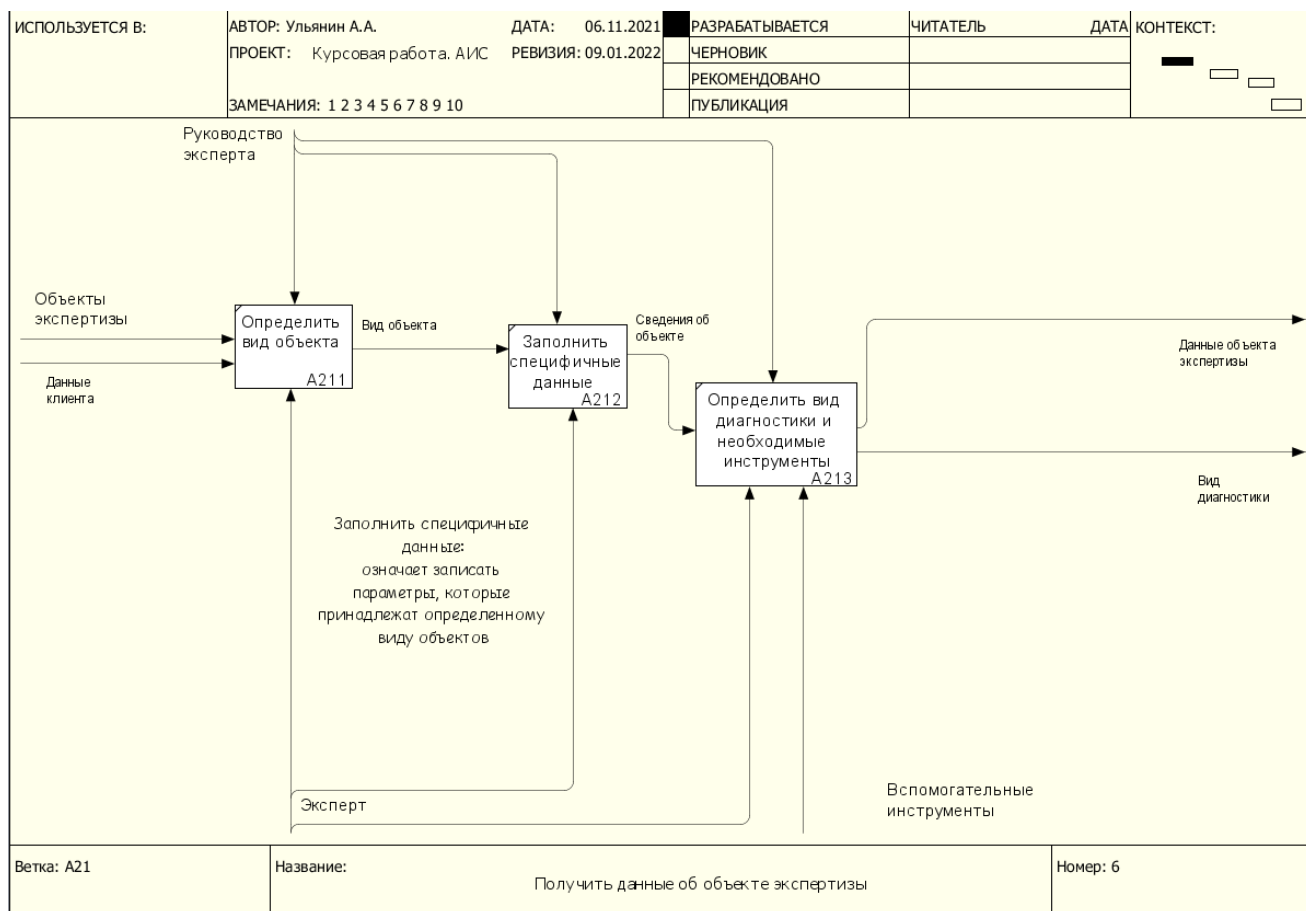 ИСПОЛЬЗУЕТСЯ В:
АВТОР: Ульянин А.А.
ДАТА: 06.11.2021
РАЗРАБАТЫВАЕТСЯ
ЧИТАТЕЛЬ
ДАТА
КОНТЕКСТ:
ПРОЕКТ: Курсовая работа. АИС
РЕВИЗИЯ: 09.01.2022
ЧЕРНОВИК
РЕКОМЕНДОВАНО
ЗАМЕЧАНИЯ: 1 2 3 4 5 6 7 8 9 10
ПУБЛИКАЦИЯ
Руководство
эксперта
Объекты
экспертизы
Данные
клиента
Определить
вид объекта
A211
Вид объекта
Заполнить
специфичные
данные
A212
Сведения об
объекте
Определить вид
диагностики и
необходимые
инструменты
A213
Данные объекта
экспертизы
Вид
диагностики
Заполнить специфичные
данные:
означает записать
параметры, которые
принадлежат определенному
виду объектов
Эксперт
Вспомогательные
инструменты
Ветка: A21
Название:
Получить данные об объекте экспертизы
Номер: 6